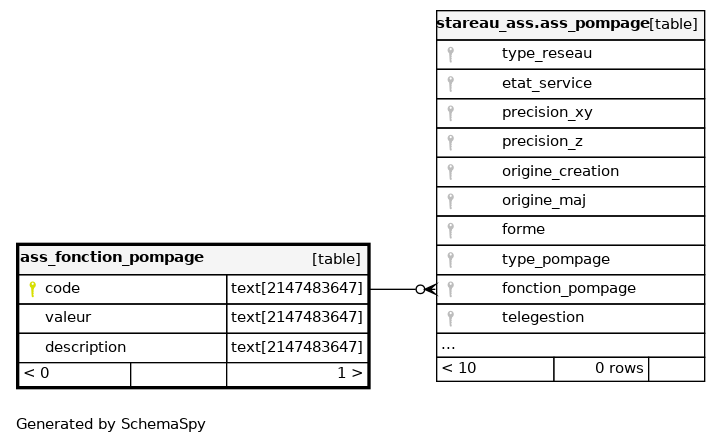 stareau_ass.ass_pompage [table]
type_reseau
etat_service
precision_xy
precision_z
origine_creation
origine_maj
forme
type_pompage
fonction_pompage
telegestion
...
< 10 0 rows
ass_fonction_pompage [table]
code text[2147483647]
valeur text[2147483647]
description text[2147483647]
< 0 1 >
Generated by SchemaSpy